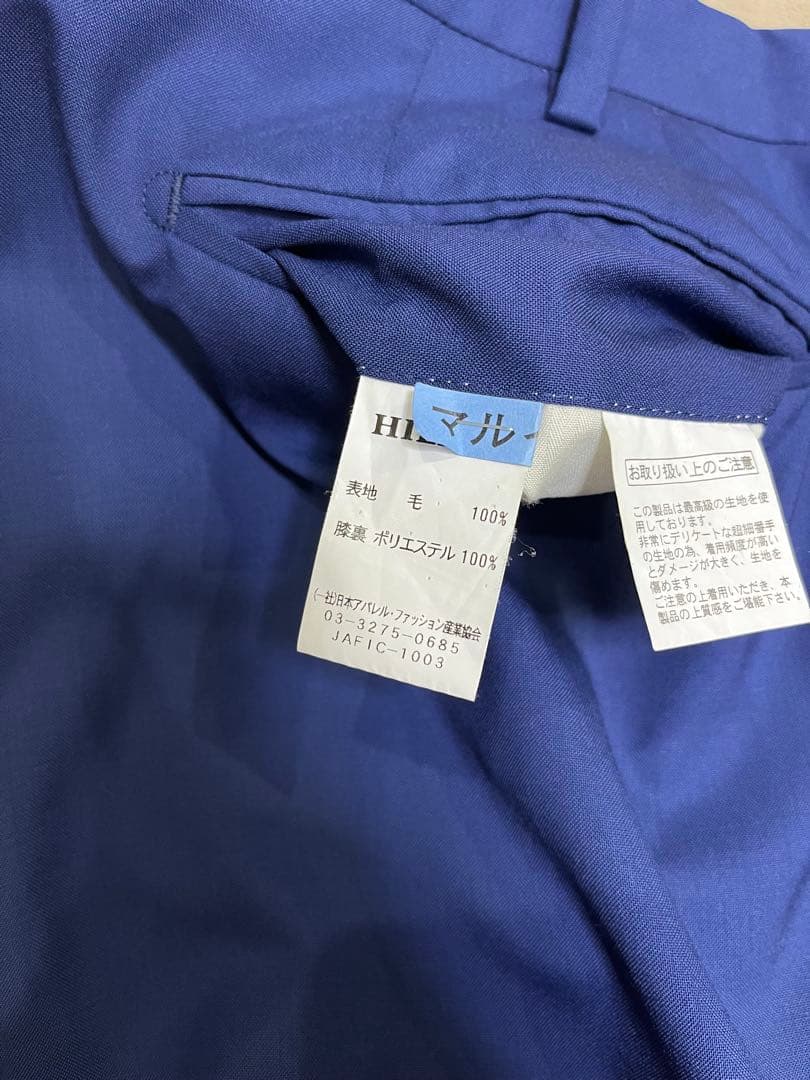 マルイ
表地 毛 100%
膝裏 ポリエステル 100%
(一社)日本アパレル・ファッション産業協会
03-3275-0685
JAFIC-1003
お取り扱い上のご注意
この製品は最高級の生地を使
用しております。
非常にデリケートな超細番手
の生地の為、着用頻度が高い
とダメージが大きく、生地を
傷めます。
ご注意の上着用いただき、本
製品の上質感をご堪能下さい。